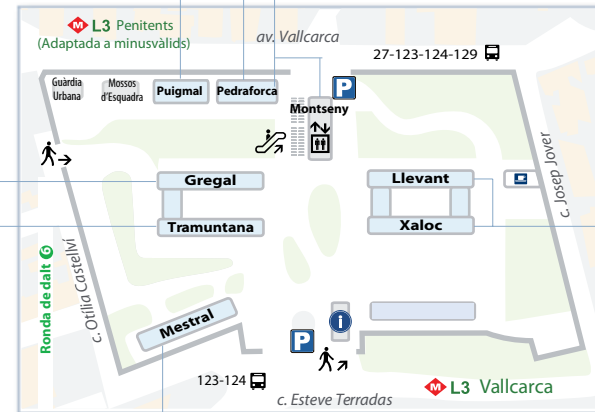 M L3 Penitents
(Adaptada a minusvàlids)
av. Vallcarca
27-123-124-129
Guàrdia
Urbana
Mossos
d'Esquadra
Puigmal
Pedraforca
P
Montseny
c. Josep Jover
Gregal
Llevant
Tramuntana
Xaloc
Ronda de dalt 6
c. Otília Castellví
Mestral
i
P
123-124
M L3 Vallcarca
c. Esteve Terradas